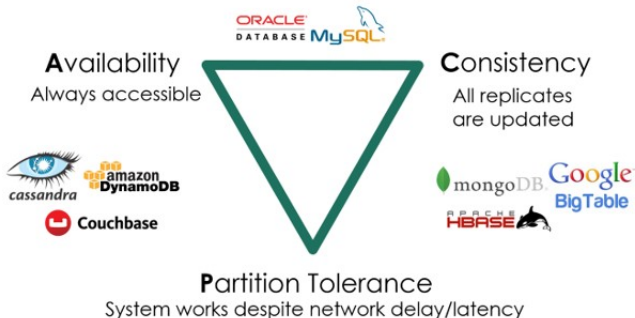 ORACLE
DATABASE MySQL
Availability
Always accessible
Consistency
All replicates
are updated
cassandra
amazon
DynamoDB
Couchbase
mongoDB
Google
BigTable
APACHE
HBASE
Partition Tolerance
System works despite network delay/latency